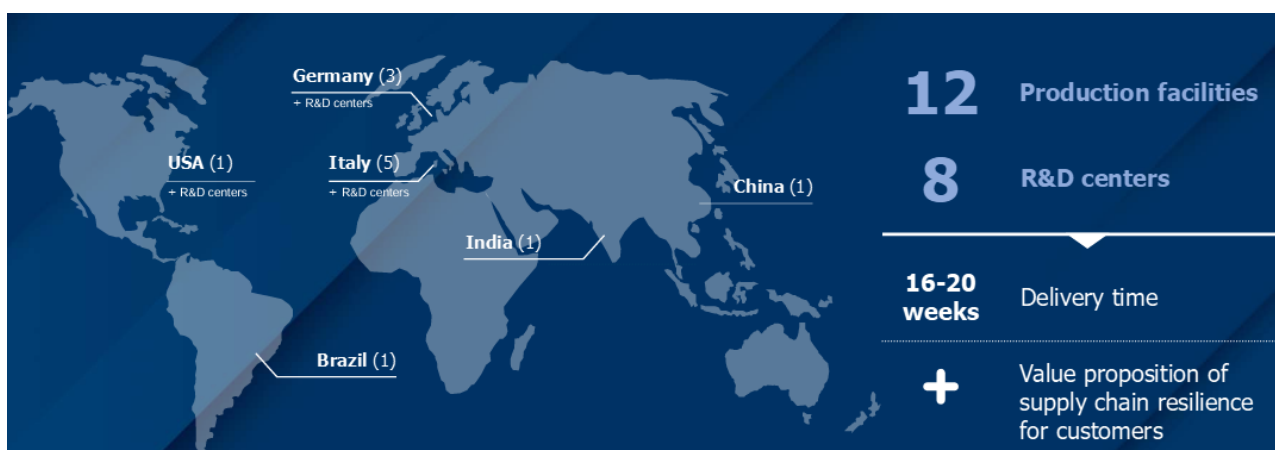 Germany (3)
+ R&D centers
USA (1)
+ R&D centers
Italy (5)
+ R&D centers
China (1)
India (1)
Brazil (1)
12
Production facilities
8
R&D centers
16-20
weeks
Delivery time
+
Value proposition of
supply chain resilience
for customers